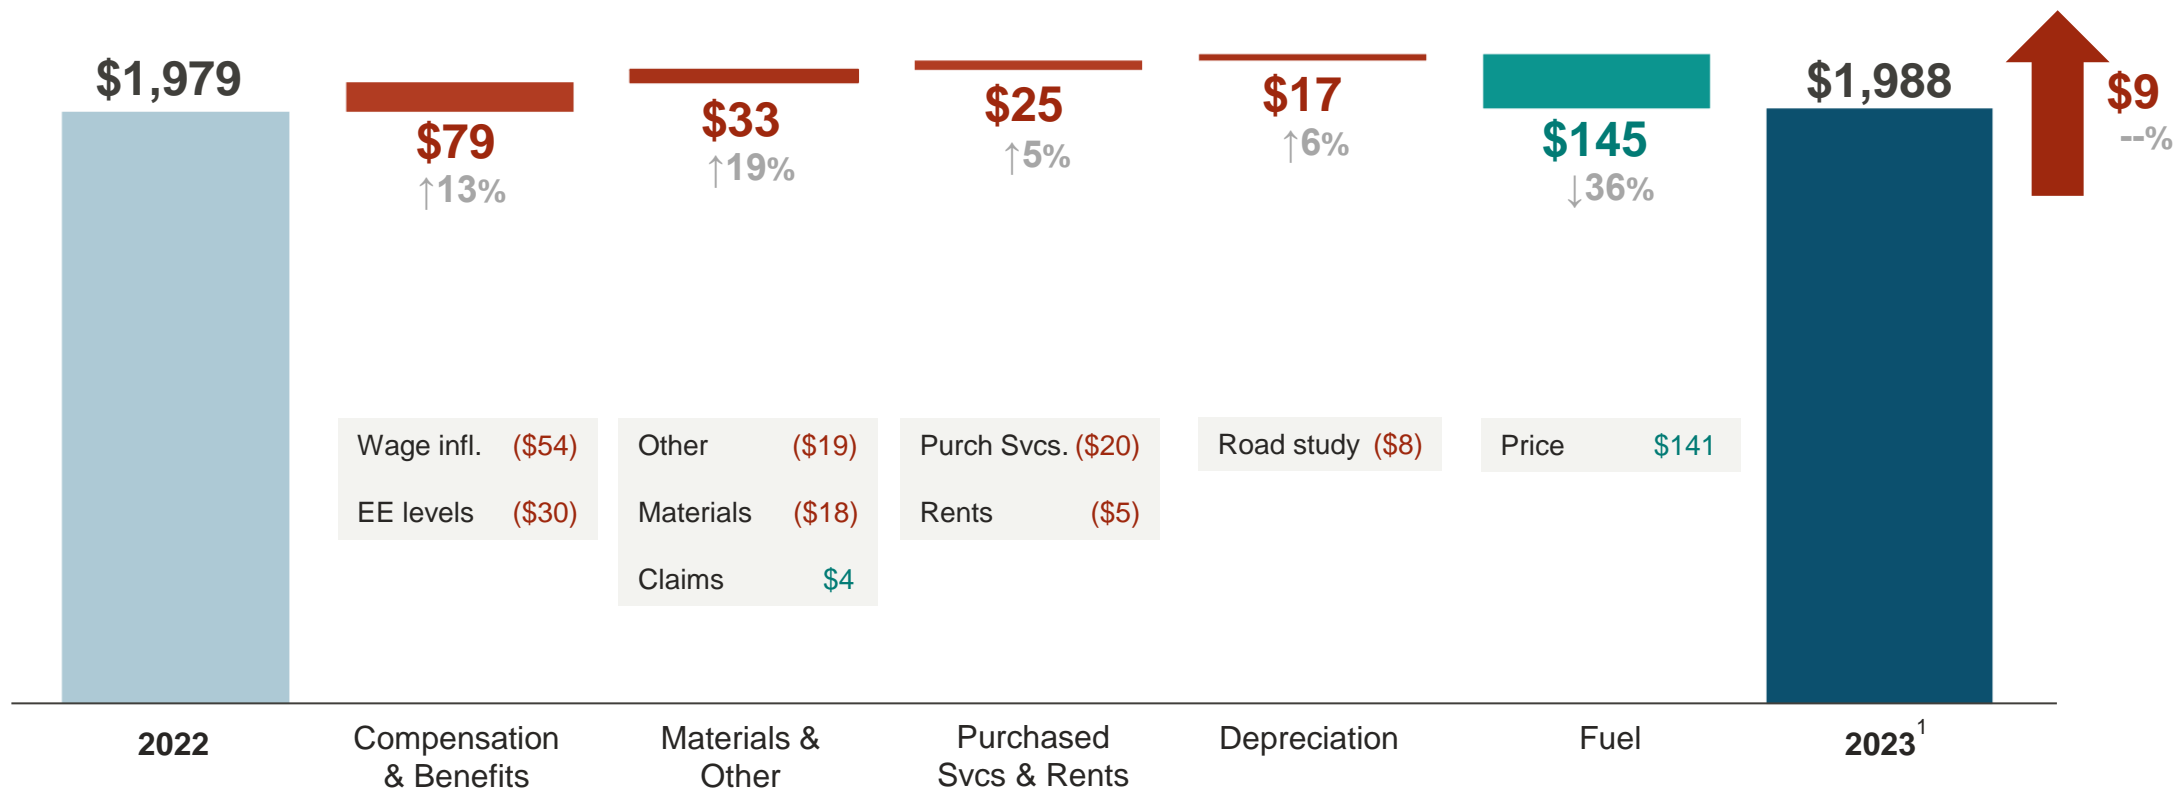 $1,979
$79
↑13%
$33
↑19%
$25
↑5%
$17
↑6%
$145
↓36%
$1,988
$9
--%
Wage infl. ($54)
EE levels ($30)
Other ($19)
Materials ($18)
Claims $4
Purch Svcs. ($20)
Rents ($5)
Road study ($8)
Price $141
2022
Compensation
& Benefits
Materials &
Other
Purchased
Svcs & Rents
Depreciation
Fuel
2023¹